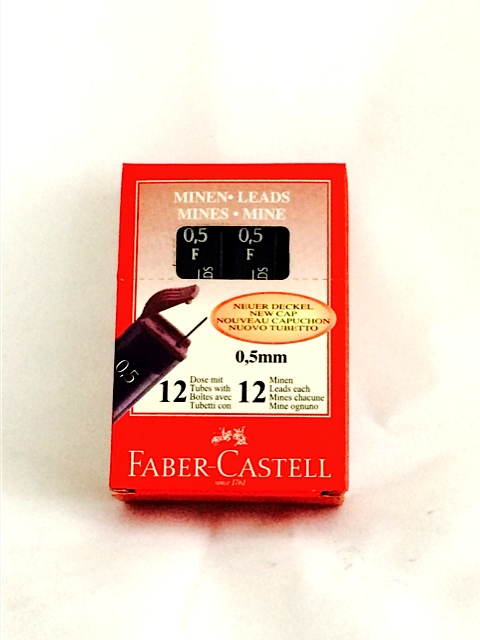 MINEN• LEADS
MINES • MINE
0,5 0,5
F F
LDS LDS
NEUER DECKEL
NEW CAP
NOUVEAU CAPUCHON
NUOVO TUBETTO
0,5mm
0,5
12 Dose mit
Tubes with
Boîtes avec
Tubetti con
12 Minen
Leads each
Mines chacune
Mine ognuno
FABER-CASTELL
since 1761